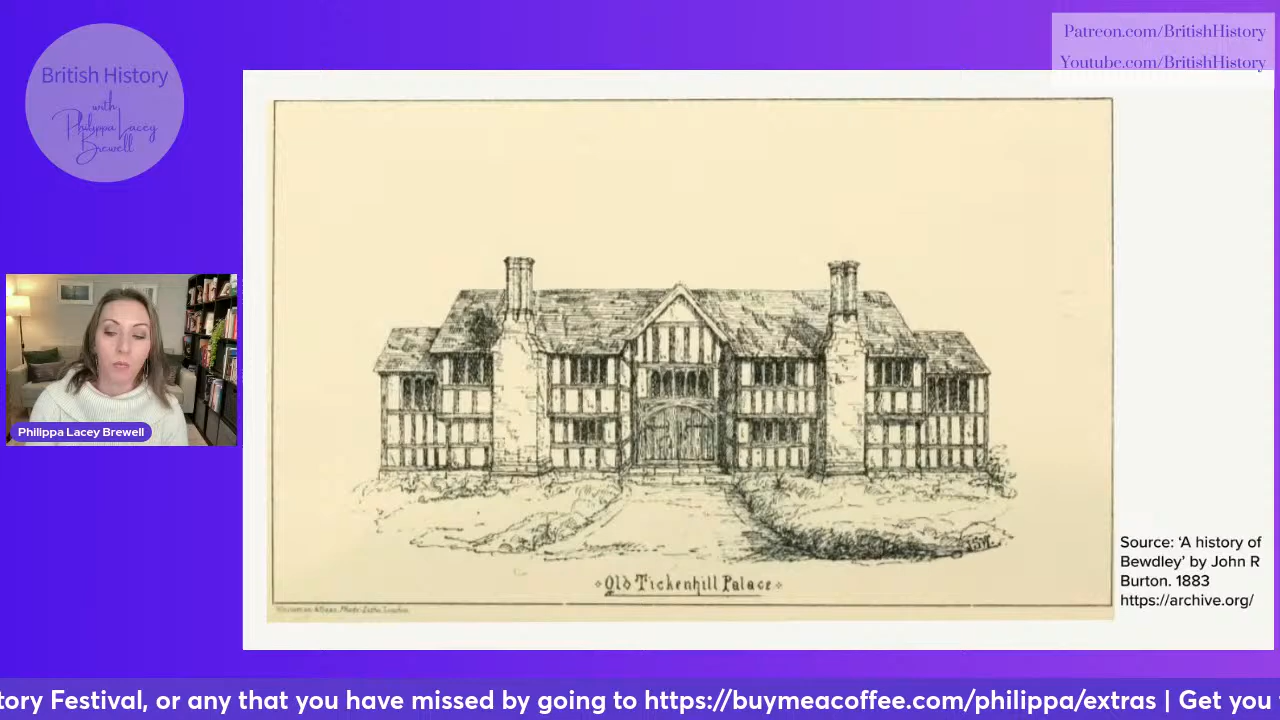 British History
with
Philippa Lacey
Brewell
Patreon.com/BritishHistory
Youtube.com/BritishHistory
Philippa Lacey Brewell
Old Tickenhill Palace
Source: ‘A history of
Bewdley’ by John R
Burton. 1883
https://archive.org/
tory Festival, or any that you have missed by going to https://buymeacoffee.com/philippa/extras | Get you